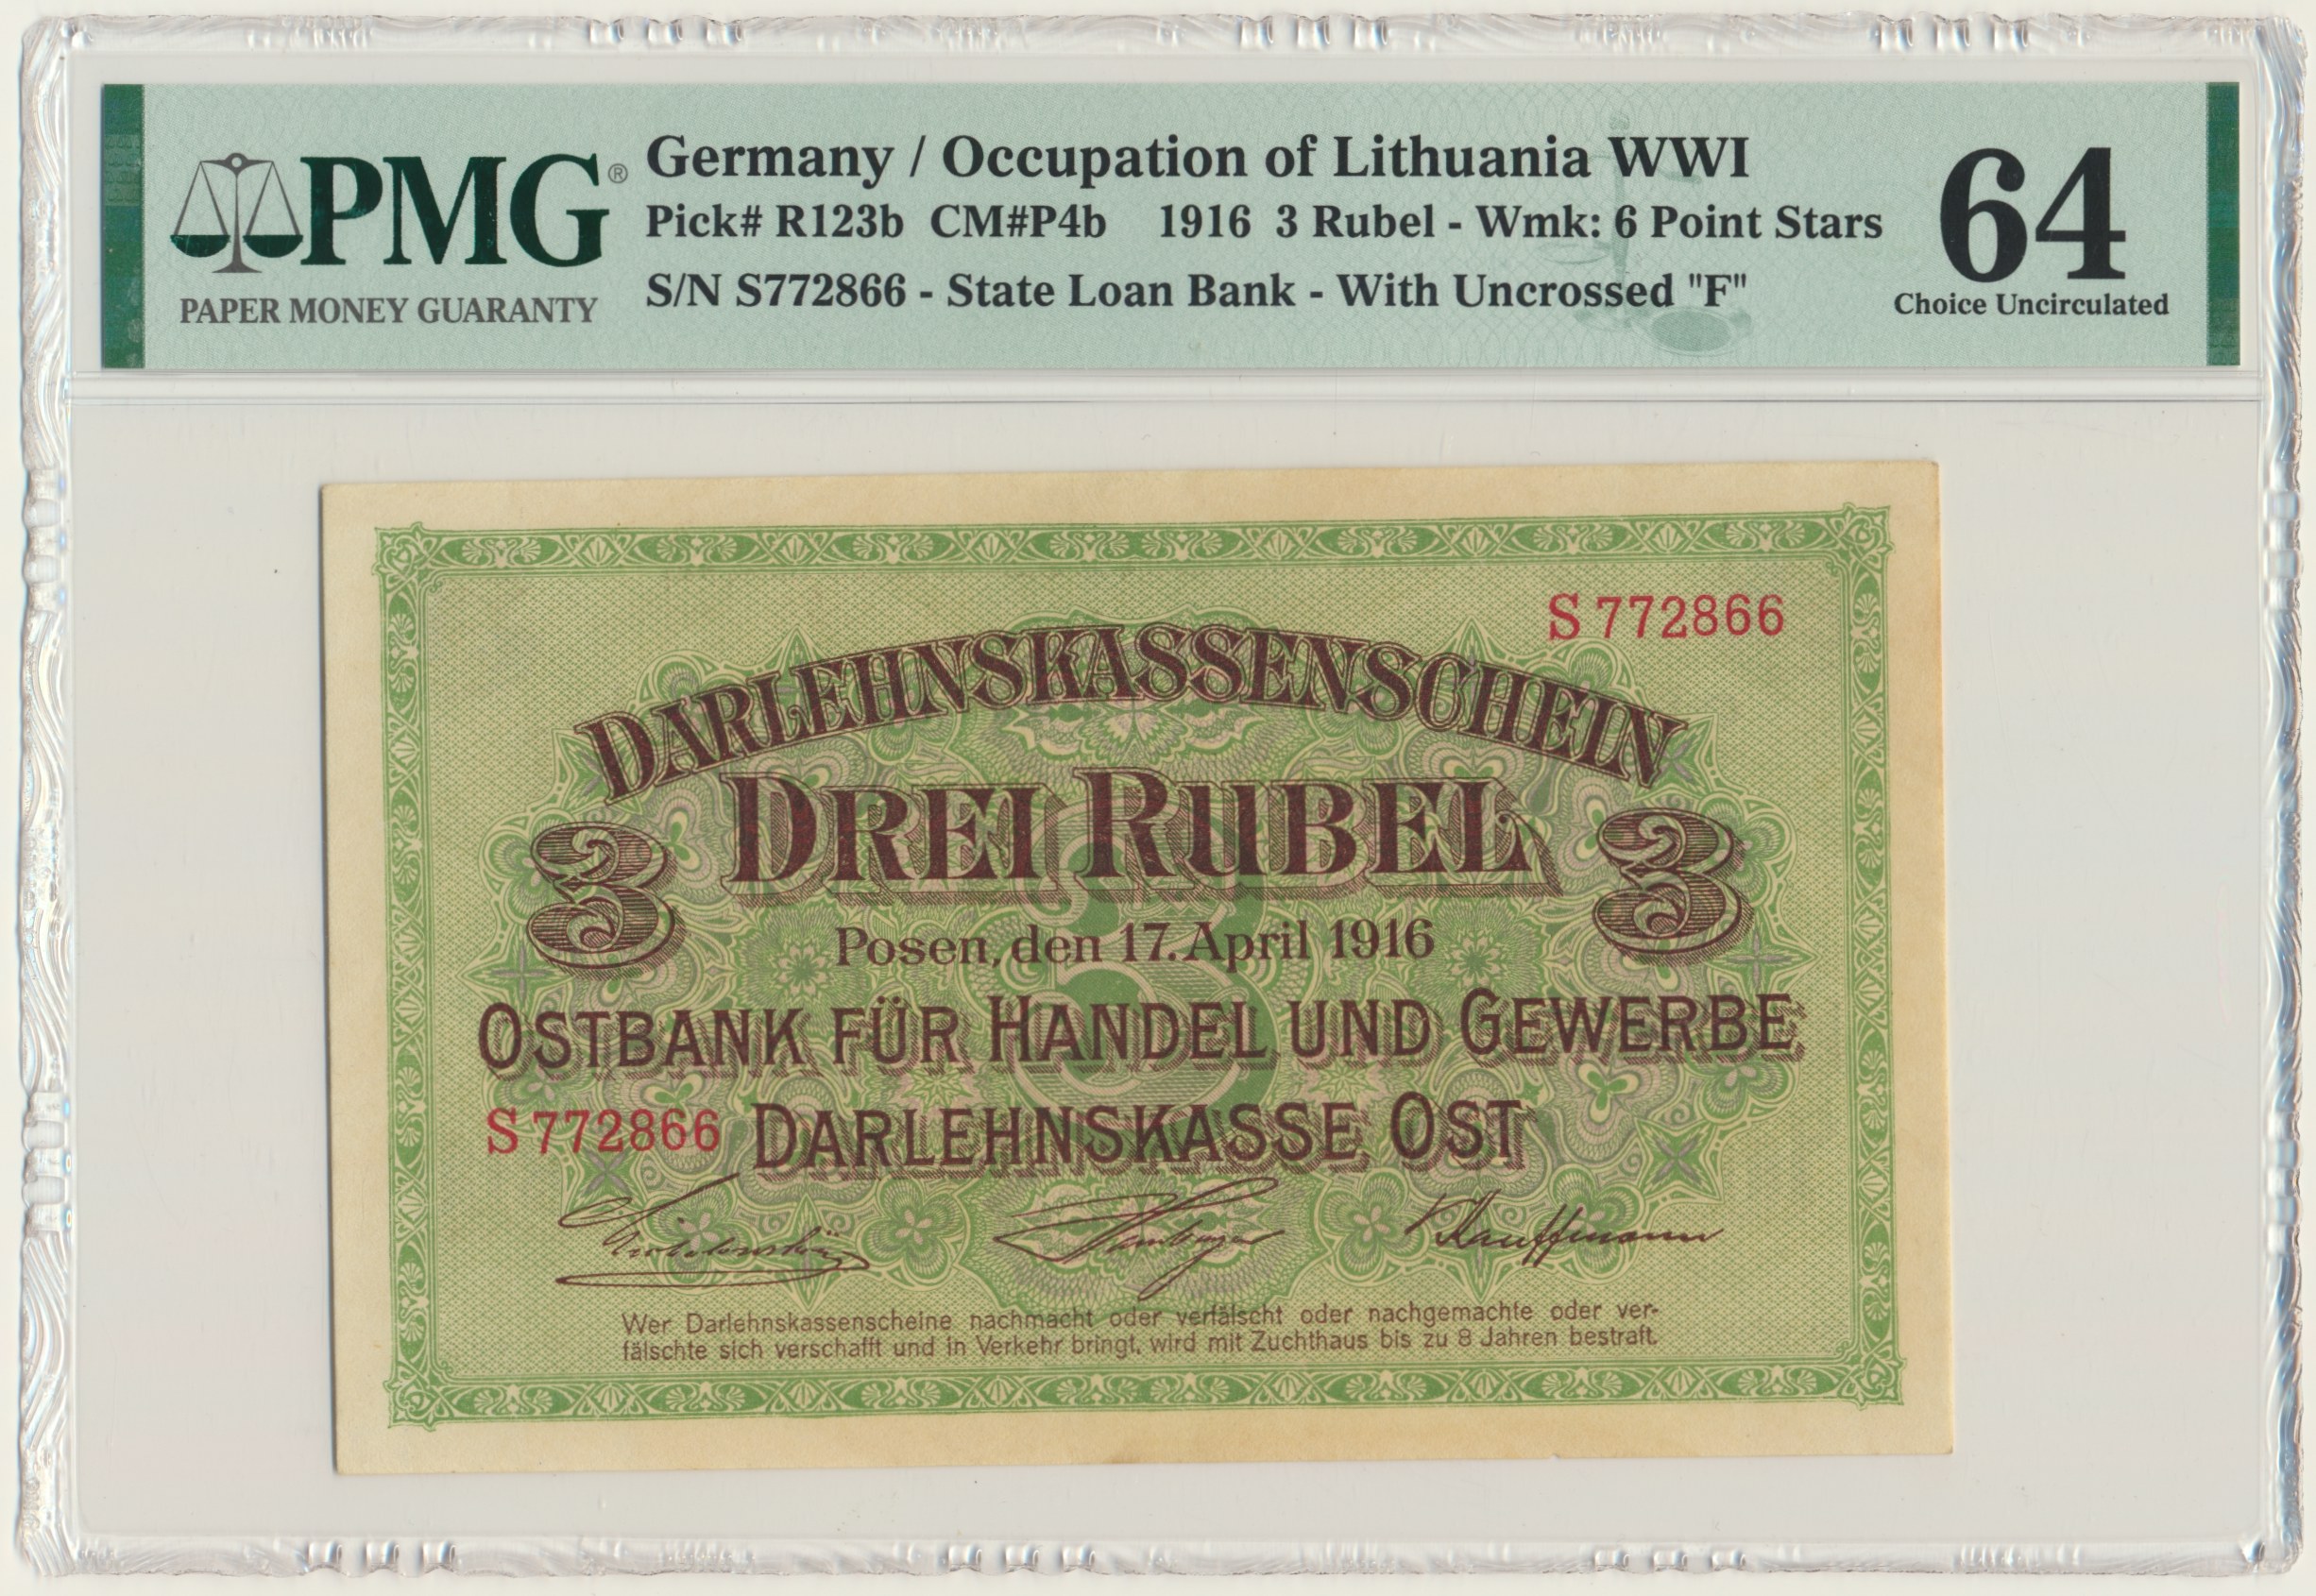 PMG®
PAPER MONEY GUARANTY
Germany / Occupation of Lithuania WWI
Pick# R123b CM#P4b 1916 3 Rubel - Wmk: 6 Point Stars
S/N S772866 - State Loan Bank - With Uncrossed "F"
64
Choice Uncirculated
S 772866
DARLEHNSKASSENSCHEIN
3 DREI RUBEL 3
Posen, den 17. April 1916
OSTBANK FÜR HANDEL UND GEWERBE
S 772866 DARLEHNSKASSE OST
Kauffmann
Wer Darlehnskassenscheine nachmacht oder verfälscht oder nachgemachte oder ver-
fälschte sich verschafft und in Verkehr bringt, wird mit Zuchthaus bis zu 8 Jahren bestraft.